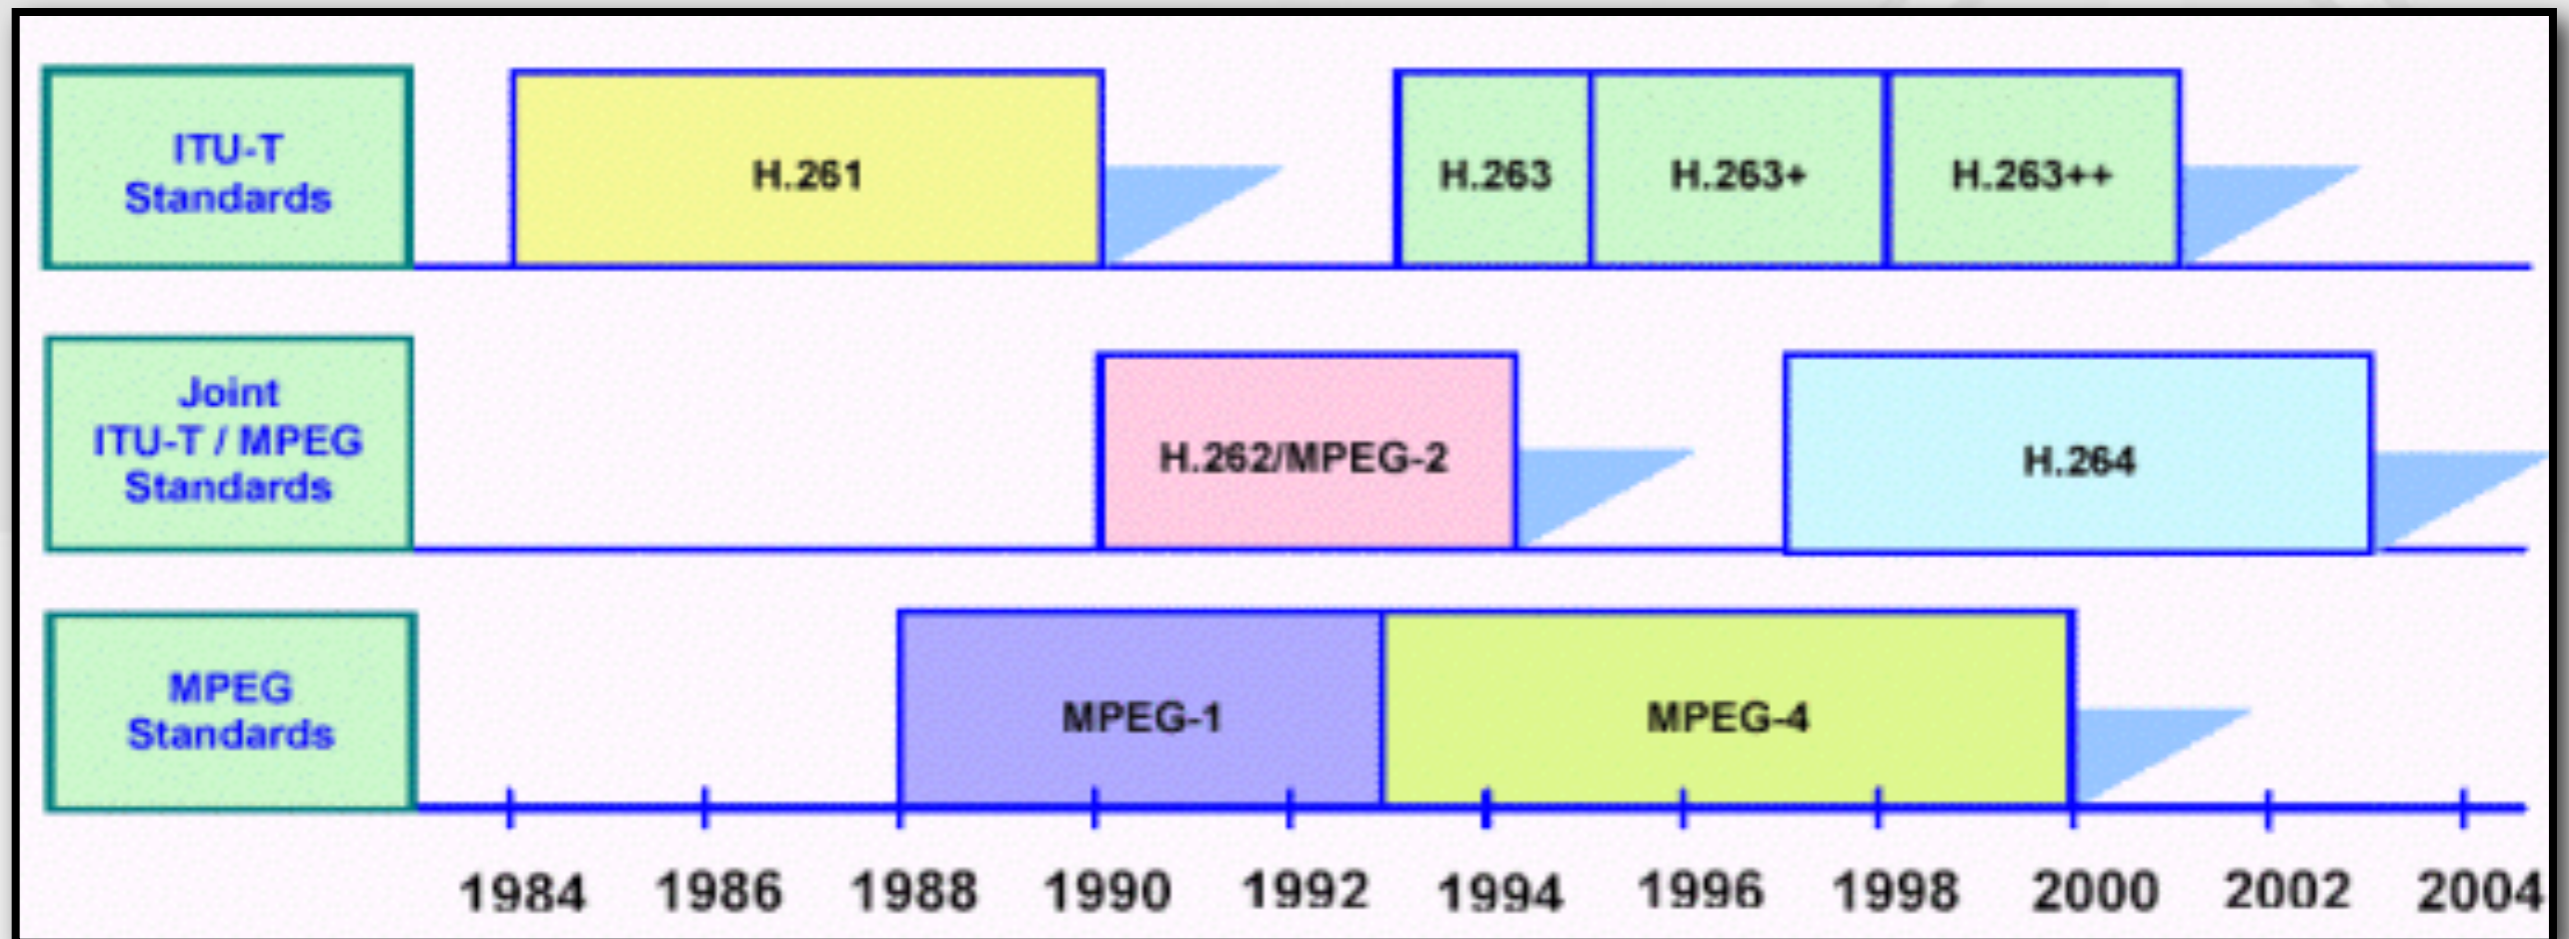 ITU-T
Standards
H.261
H.263
H.263+
H.263++
Joint
ITU-T / MPEG
Standards
H.262/MPEG-2
H.264
MPEG
Standards
MPEG-1
MPEG-4
1984 1986 1988 1990 1992 1994 1996 1998 2000 2002 2004